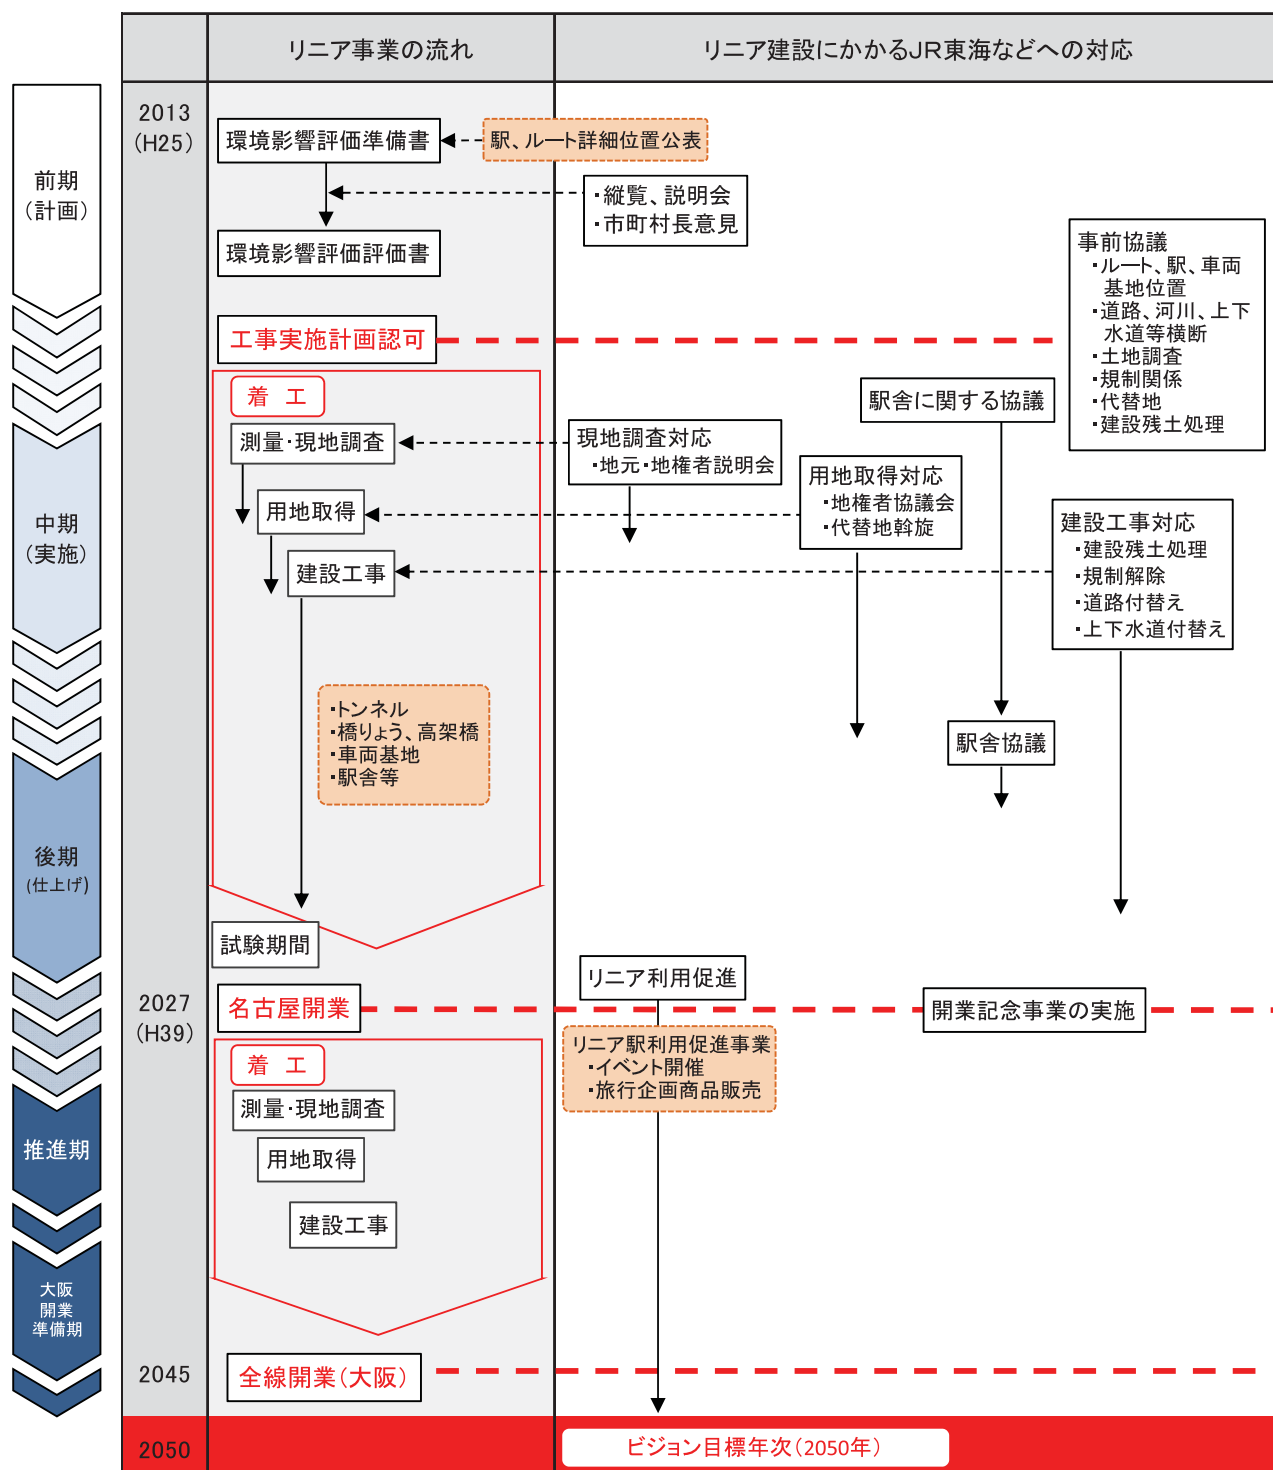 リニア事業の流れ
リニア建設にかかるJR東海などへの対応
前期
(計画)
中期
(実施)
後期
(仕上げ)
推進期
大阪
開業
準備期
2013
(H25)
2027
(H39)
2045
2050
環境影響評価準備書
駅、ルート詳細位置公表
・縦覧、説明会
・市町村長意見
環境影響評価評価書
事前協議
・ルート、駅、車両
基地位置
・道路、河川、上下
水道等横断
・土地調査
・規制関係
・代替地
・建設残土処理
工事実施計画認可
着 工
駅舎に関する協議
測量・現地調査
現地調査対応
・地元・地権者説明会
用地取得対応
・地権者協議会
・代替地斡旋
用地取得
建設工事対応
・建設残土処理
・規制解除
・道路付替え
・上下水道付替え
建設工事
・トンネル
・橋りょう、高架橋
・車両基地
・駅舎等
駅舎協議
試験期間
リニア利用促進
名古屋開業
開業記念事業の実施
リニア駅利用促進事業
・イベント開催
・旅行企画商品販売
着 工
測量・現地調査
用地取得
建設工事
全線開業(大阪)
ビジョン目標年次(2050年)